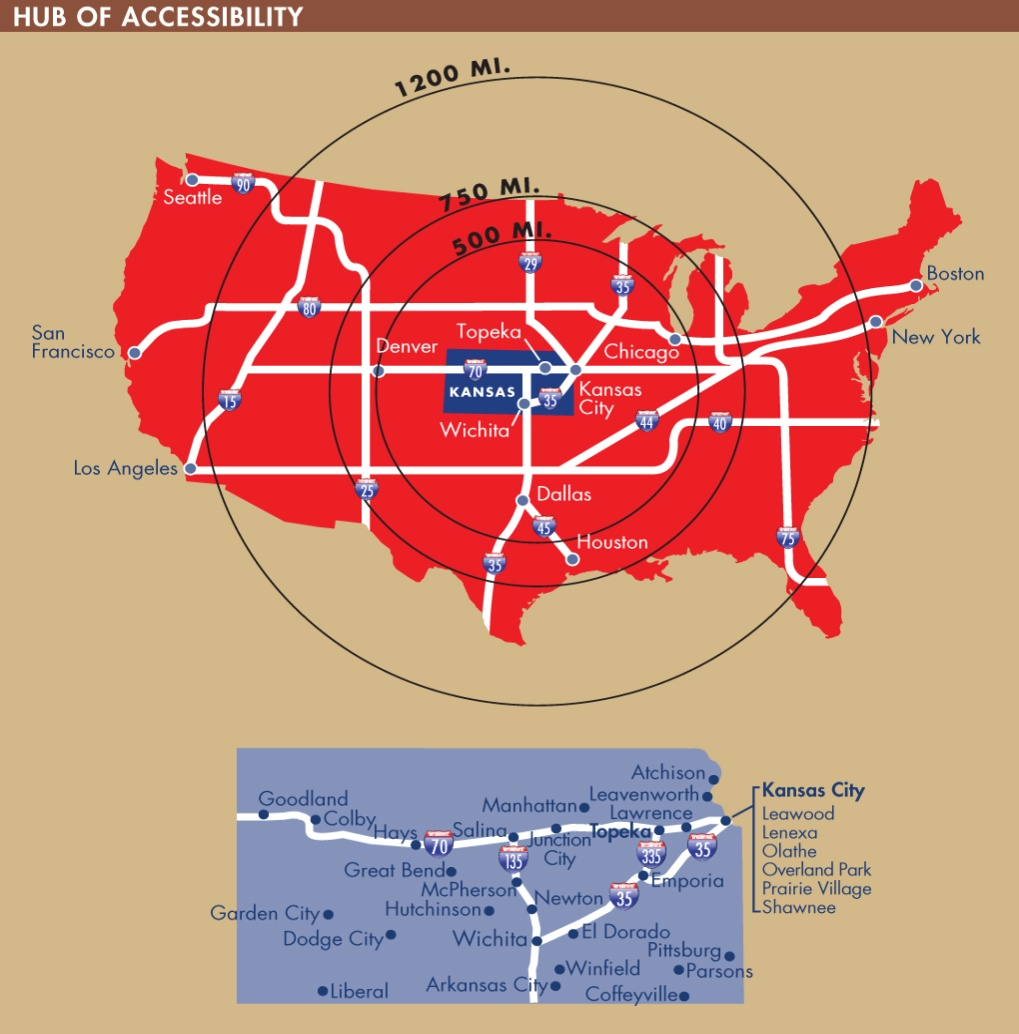 HUB OF ACCESSIBILITY
1200 MI.
750 MI.
500 MI.
Seattle
90
29
35
80
Boston
San
Francisco
Topeka
Denver
Chicago
New York
70
KANSAS
35
Kansas
City
15
Wichita
44
40
Los Angeles
25
Dallas
45
Houston
35
75
Atchison
Leavenworth
Kansas City
Goodland
Manhattan
Lawrence
Leawood
Colby
Hays
70
Salina
Junction
City
Topeka
Lenexa
135
335
35
Olathe
Great Bend
Overland Park
McPherson
Emporia
Prairie Village
Newton
35
Shawnee
Hutchinson
Garden City
Dodge City
Wichita
El Dorado
Pittsburg
Winfield
Parsons
Liberal
Arkansas City
Coffeyville